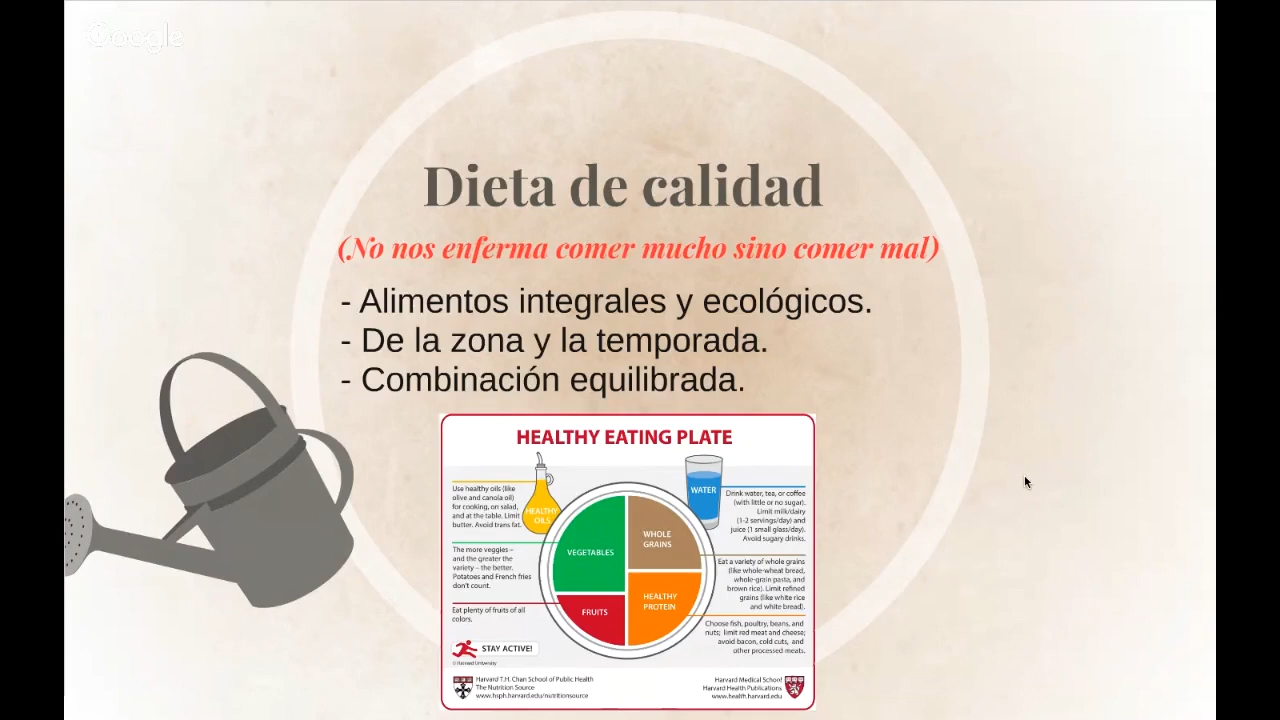 Google
Dieta de calidad
(No nos enferma comer mucho sino comer mal)
- Alimentos integrales y ecológicos.
- De la zona y la temporada.
- Combinación equilibrada.
HEALTHY EATING PLATE
Use healthy oils (like
olive and canola oil)
for cooking, on salad,
and at the table. Limit
butter. Avoid trans fat.
HEALTHY
OILS
The more veggies –
and the greater the
variety – the better.
Potatoes and French fries
don't count.
Eat plenty of fruits of all
colors.
VEGETABLES
FRUITS
WHOLE
GRAINS
HEALTHY
PROTEIN
WATER
Drink water, tea, or coffee
(with little or no sugar).
Limit milk/dairy
(1-2 servings/day) and
juice (1 small glass/day).
Avoid sugary drinks.
Eat a variety of whole grains
(like whole-wheat bread,
whole-grain pasta, and
brown rice). Limit refined
grains (like white rice
and white bread).
Choose fish, poultry, beans, and
nuts; limit red meat and cheese;
avoid bacon, cold cuts, and
other processed meats.
STAY ACTIVE!
© Harvard University
Harvard T.H. Chan School of Public Health
The Nutrition Source
www.hsph.harvard.edu/nutritionsource
Harvard Medical School
Harvard Health Publications
www.health.harvard.edu